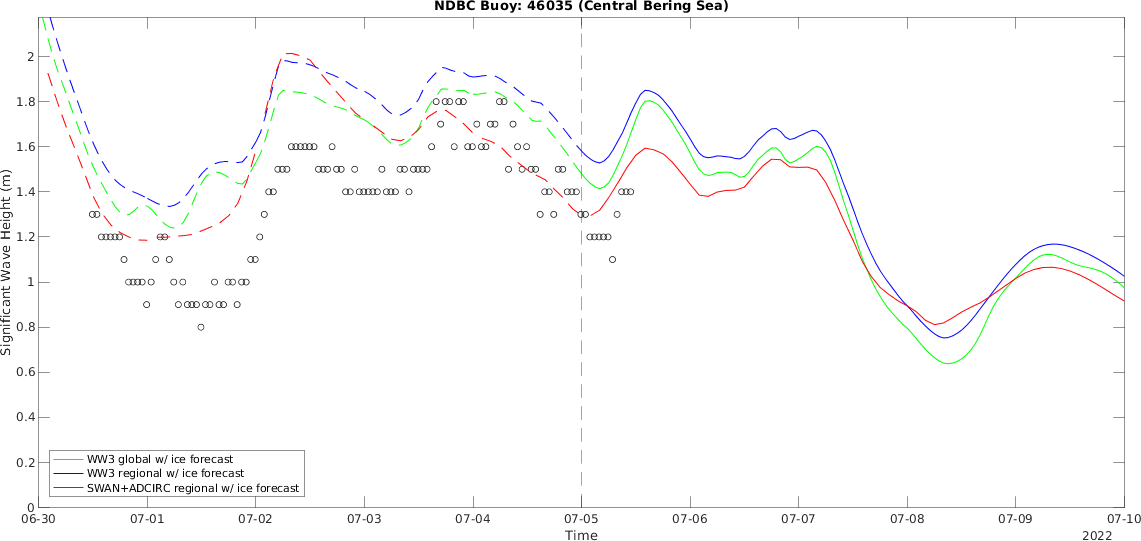 NDBC Buoy: 46035 (Central Bering Sea)
Significant Wave Height (m)
2
1.8
1.6
1.4
1.2
1
0.8
0.6
0.4
0.2
0
WW3 global w/ ice forecast
WW3 regional w/ ice forecast
SWAN+ADCIRC regional w/ ice forecast
06-30 07-01 07-02 07-03 07-04 07-05 07-06 07-07 07-08 07-09 07-10
Time 2022